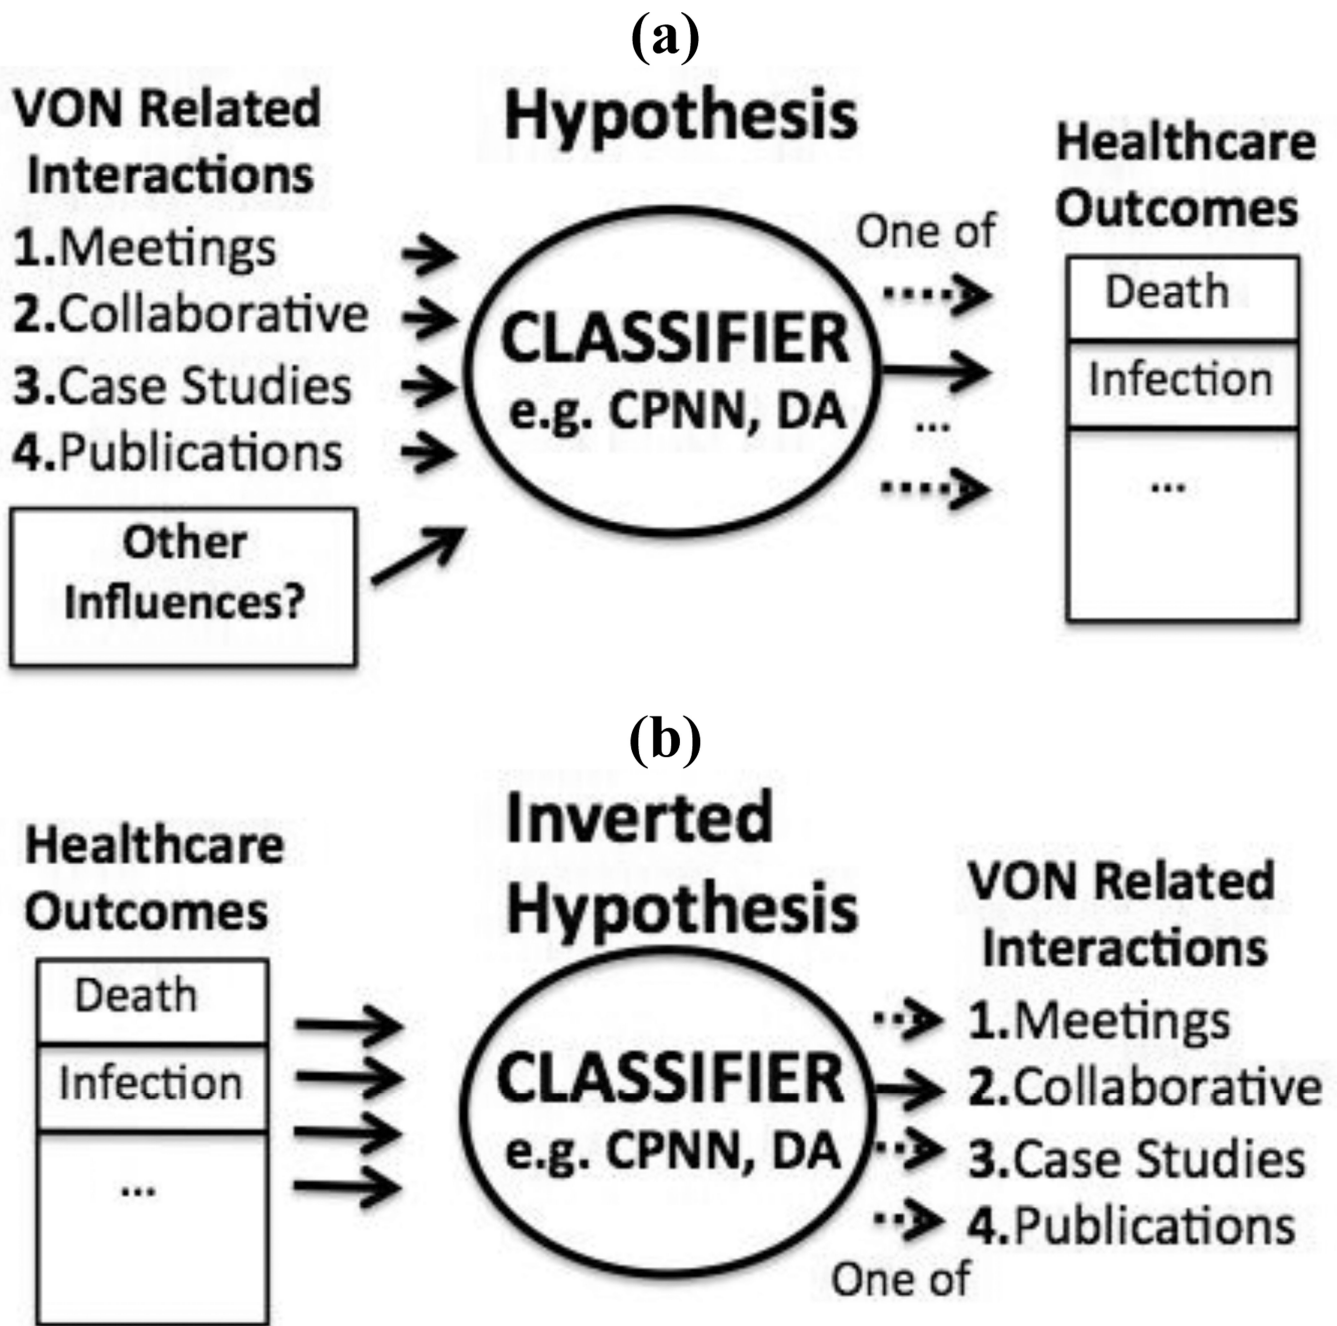 (a)
VON Related
Interactions
1.Meetings
2.Collaborative
3.Case Studies
4.Publications
Other
Influences?
Hypothesis
CLASSIFIER
e.g. CPNN, DA
One of
...
Healthcare
Outcomes
Death
Infection
...
(b)
Healthcare
Outcomes
Death
Infection
...
Inverted
Hypothesis
CLASSIFIER
e.g. CPNN, DA
VON Related
Interactions
1.Meetings
2.Collaborative
3.Case Studies
4.Publications
One of